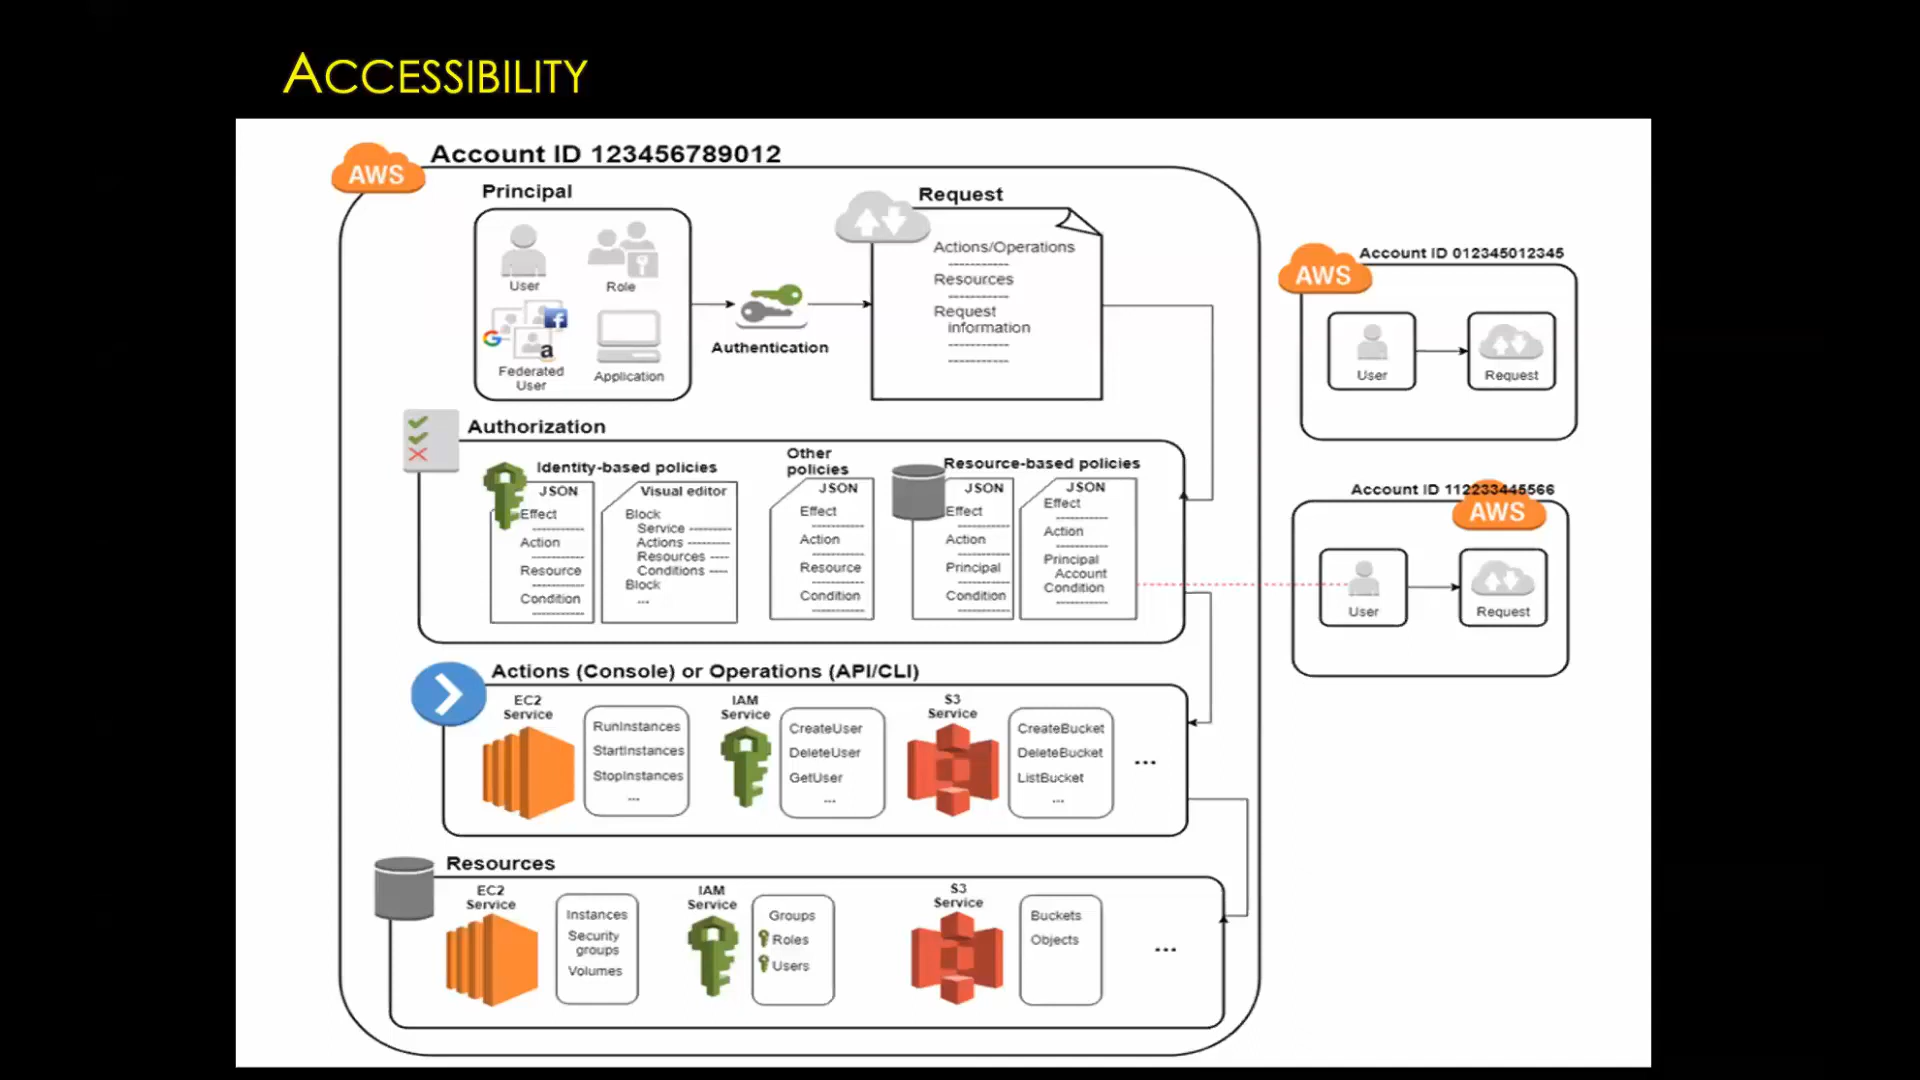 ACCESSIBILITY
AWS
Account ID 123456789012
Principal
User
Role
G
f
a
Federated
User
Application
Authentication
Request
Actions/Operations
-----------
Resources
-----------
Request
information
-----------
-----------
AWS
Account ID 012345012345
User
Request
Authorization
Identity-based policies
JSON
Effect
-----------
Action
-----------
Resource
-----------
Condition
-----------
Visual editor
Block
Service --------
Actions ---------
Resources ----
Conditions ----
Block
...
Other
policies
JSON
Effect
-----------
Action
-----------
Resource
-----------
Condition
-----------
Resource-based policies
JSON
Effect
-----------
Action
-----------
Principal
-----------
Condition
-----------
JSON
Effect
-----------
Action
-----------
Principal
Account
Condition
-----------
Account ID 112233445566
AWS
User
Request
Actions (Console) or Operations (API/CLI)
EC2
Service
RunInstances
StartInstances
StopInstances
...
IAM
Service
CreateUser
DeleteUser
GetUser
...
S3
Service
CreateBucket
DeleteBucket
ListBucket
...
...
Resources
EC2
Service
Instances
Security
groups
Volumes
IAM
Service
Groups
Roles
Users
S3
Service
Buckets
Objects
...